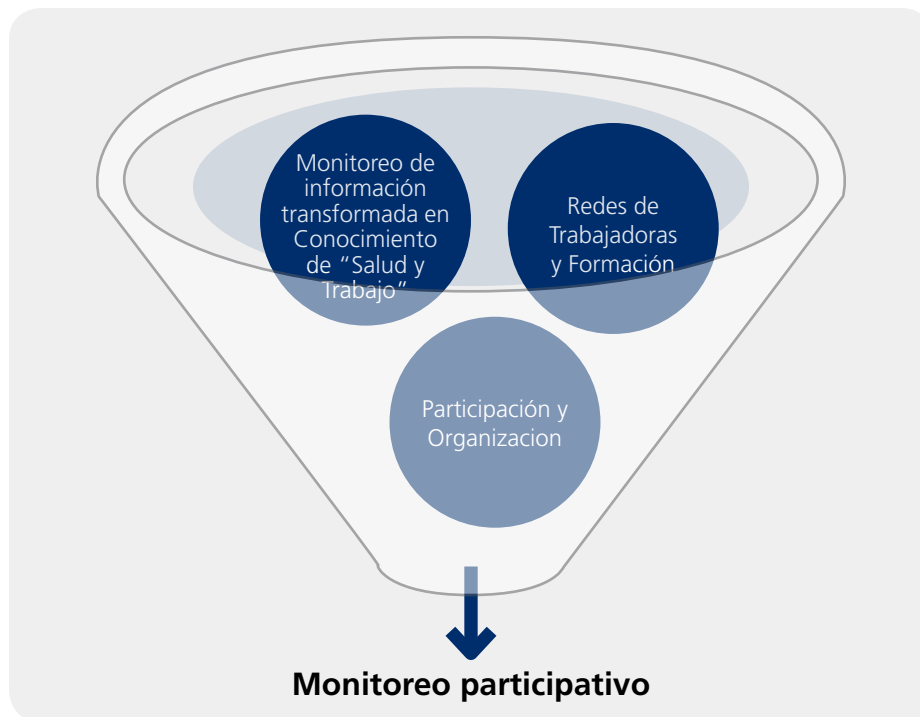 Monitoreo de
información
transformada en
Conocimiento
de “Salud y
Trabajo”
Redes de
Trabajadoras
y Formación
Participación y
Organizacion
Monitoreo participativo